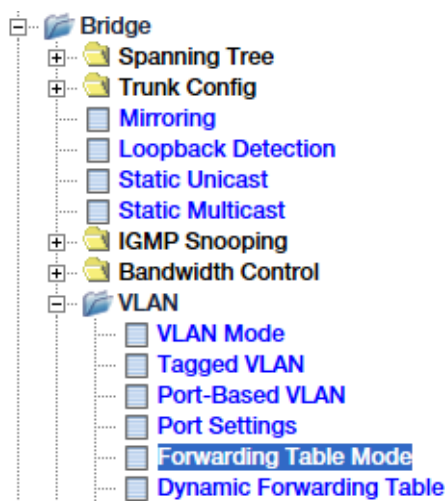 Bridge
Spanning Tree
Trunk Config
Mirroring
Loopback Detection
Static Unicast
Static Multicast
IGMP Snooping
Bandwidth Control
VLAN
VLAN Mode
Tagged VLAN
Port-Based VLAN
Port Settings
Forwarding Table Mode
Dynamic Forwarding Table